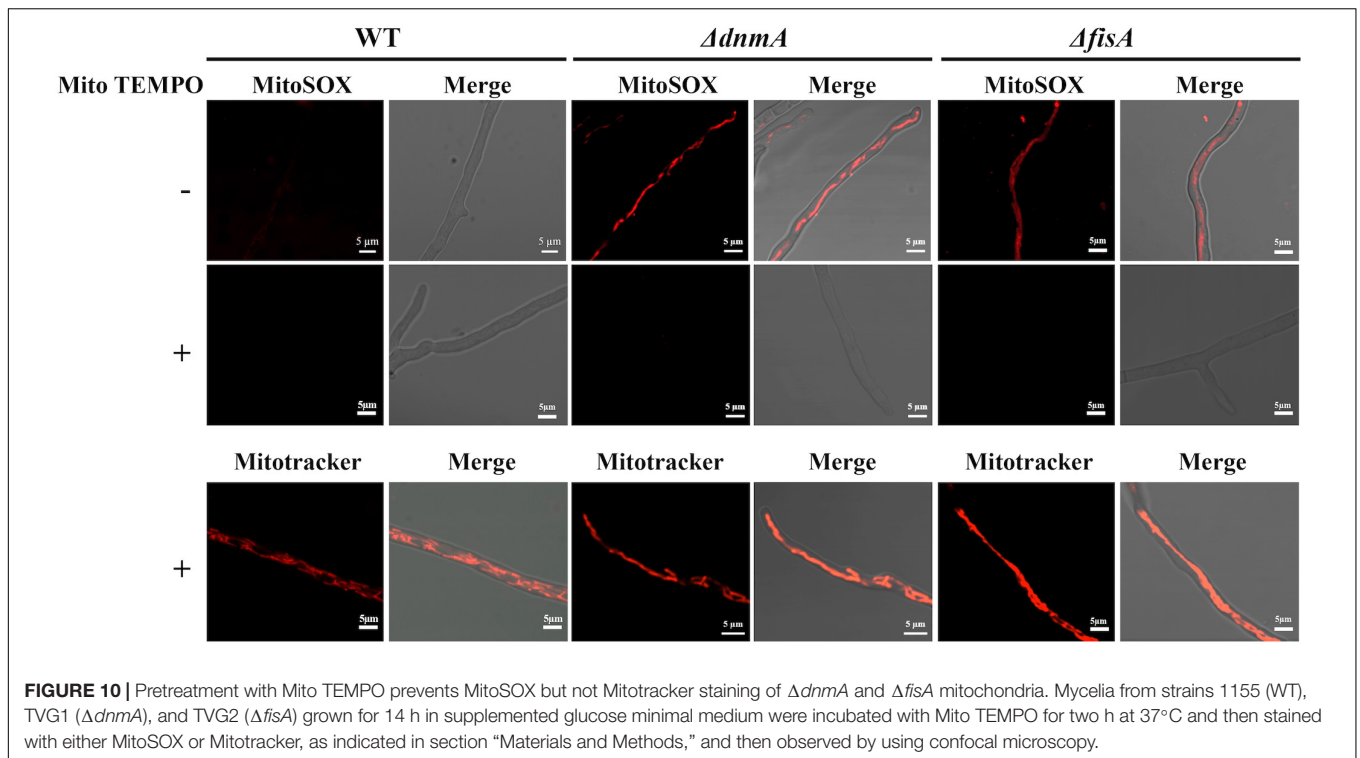 WT ΔdnmA ΔfisA
Mito TEMPO MitoSOX Merge MitoSOX Merge MitoSOX Merge
-
5 μm 5 μm 5 μm 5 μm 5μm 5μm
+
5μm 5μm 5 μm 5 μm 5μm 5μm
Mitotracker Merge Mitotracker Merge Mitotracker Merge
+
5μm 5μm 5 μm 5 μm 5μm 5μm
FIGURE 10 | Pretreatment with Mito TEMPO prevents MitoSOX but not Mitotracker staining of ΔdnmA and ΔfisA mitochondria. Mycelia from strains 1155 (WT),
TVG1 (ΔdnmA), and TVG2 (ΔfisA) grown for 14 h in supplemented glucose minimal medium were incubated with Mito TEMPO for two h at 37°C and then stained
with either MitoSOX or Mitotracker, as indicated in section “Materials and Methods,” and then observed by using confocal microscopy.